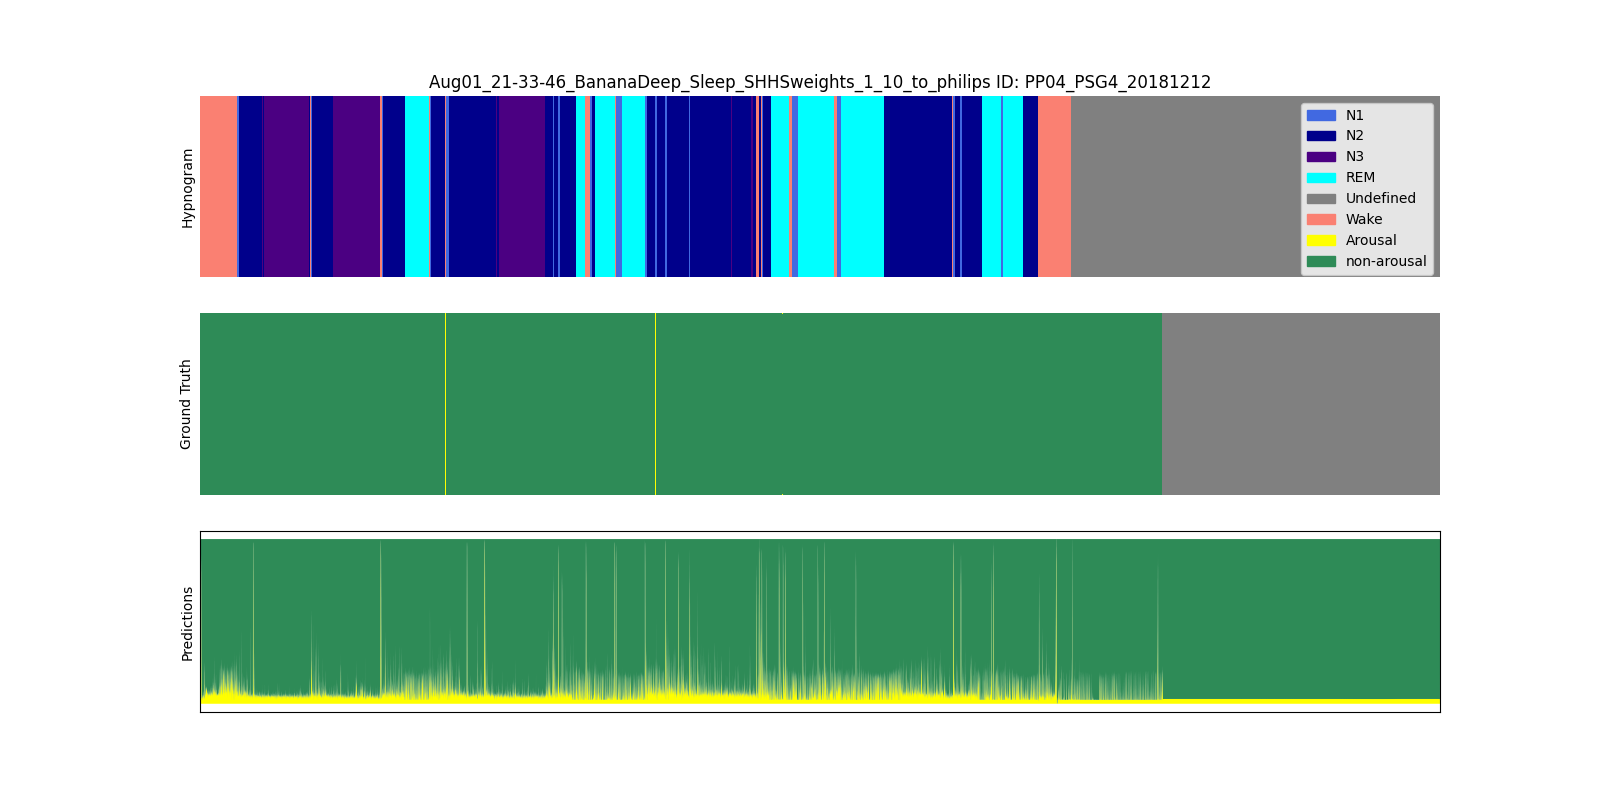 Aug01_21-33-46_BananaDeep_Sleep_SHHSweights_1_10_to_philips ID: PP04_PSG4_20181212
Hypnogram
N1
N2
N3
REM
Undefined
Wake
Arousal
non-arousal
Ground Truth
Predictions